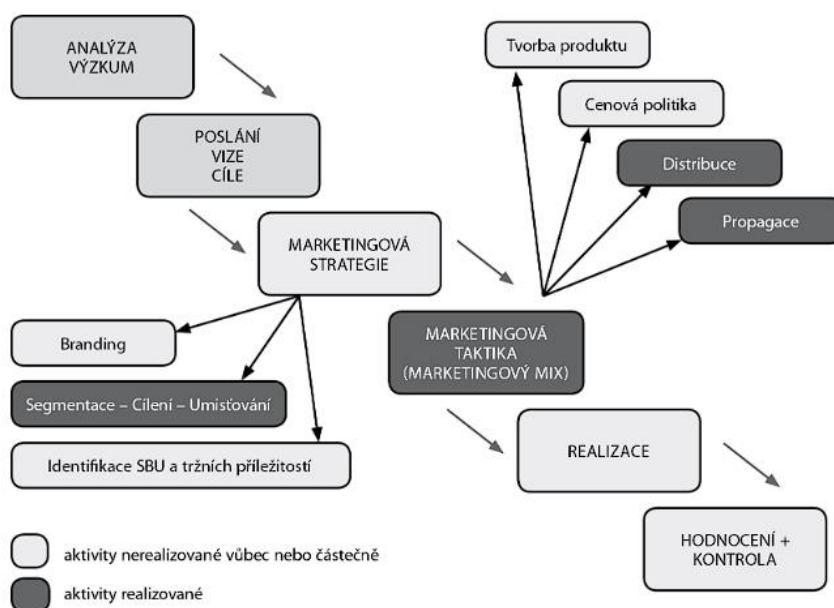 ANALÝZA
VÝZKUM
POSLÁNÍ
VIZE
CÍLE
MARKETINGOVÁ
STRATEGIE
Branding
Segmentace – Cílení – Umisťování
Identifikace SBU a tržních příležitostí
Tvorba produktu
Cenová politika
Distribuce
Propagace
MARKETINGOVÁ
TAKTIKA
(MARKETINGOVÝ MIX)
REALIZACE
HODNOCENÍ +
KONTROLA
aktivity nerealizované vůbec nebo částečně
aktivity realizované